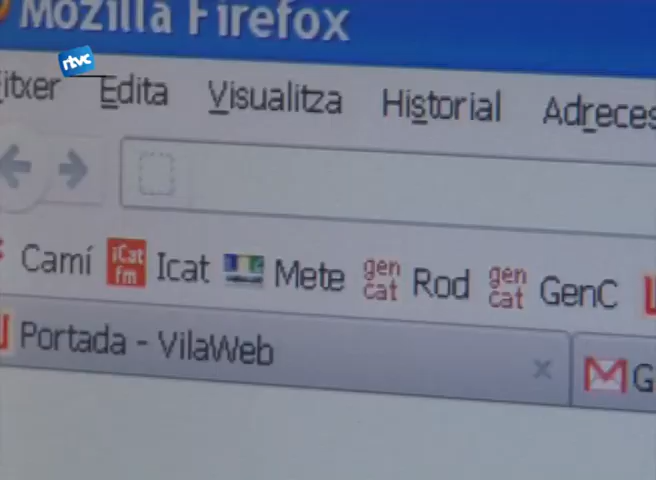 Mozilla Firefox
rtvc
itxer Edita Visualitza Historial Adreces
Camí iCat fm Icat Mete gen cat Rod gen cat GenC
Portada - VilaWeb × G